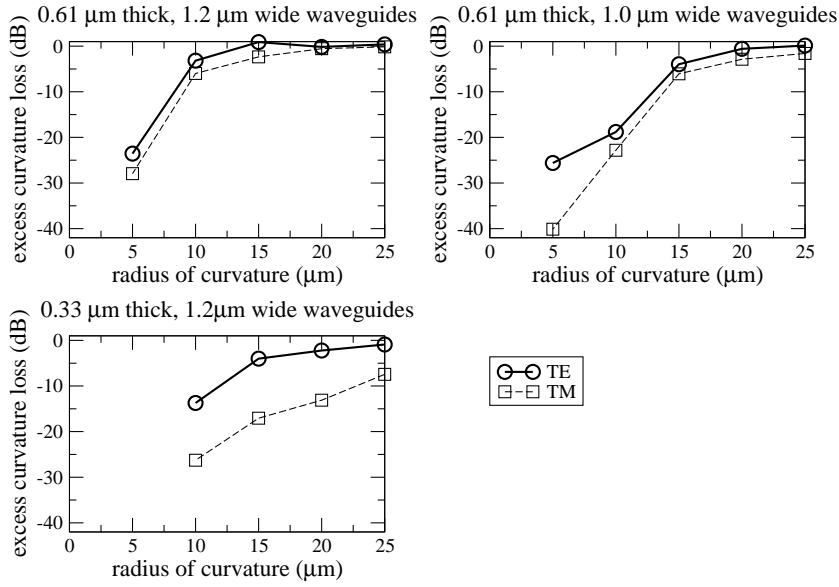 0.61 μm thick, 1.2 μm wide waveguides
excess curvature loss (dB)
0
-10
-20
-30
-40
0 5 10 15 20 25
radius of curvature (μm)
0.61 μm thick, 1.0 μm wide waveguides
excess curvature loss (dB)
0
-10
-20
-30
-40
0 5 10 15 20 25
radius of curvature (μm)
0.33 μm thick, 1.2μm wide waveguides
excess curvature loss (dB)
0
-10
-20
-30
-40
0 5 10 15 20 25
radius of curvature (μm)
TE
TM